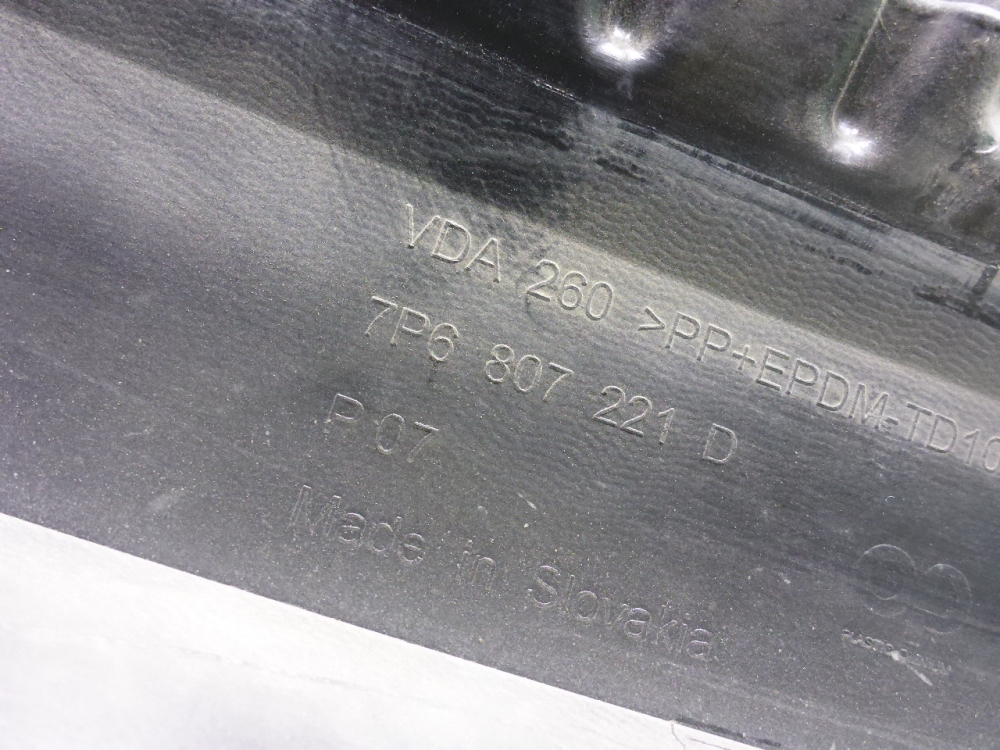 VDA 260 >PP+EPDM-TD10
7P6 807 221 D
P 07
Made in Slovakia